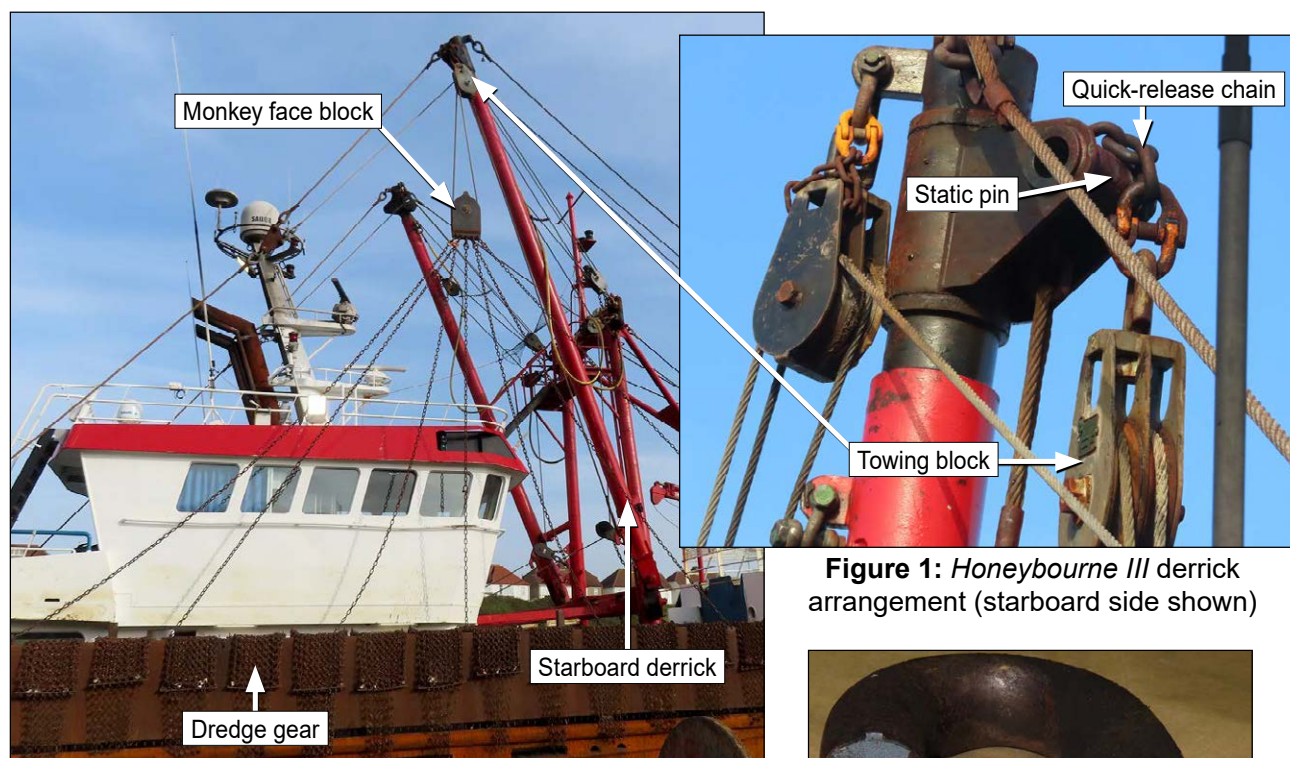 Monkey face block
SAILOR
Quick-release chain
Static pin
Towing block
Figure 1: Honeybourne III derrick
arrangement (starboard side shown)
Starboard derrick
Dredge gear